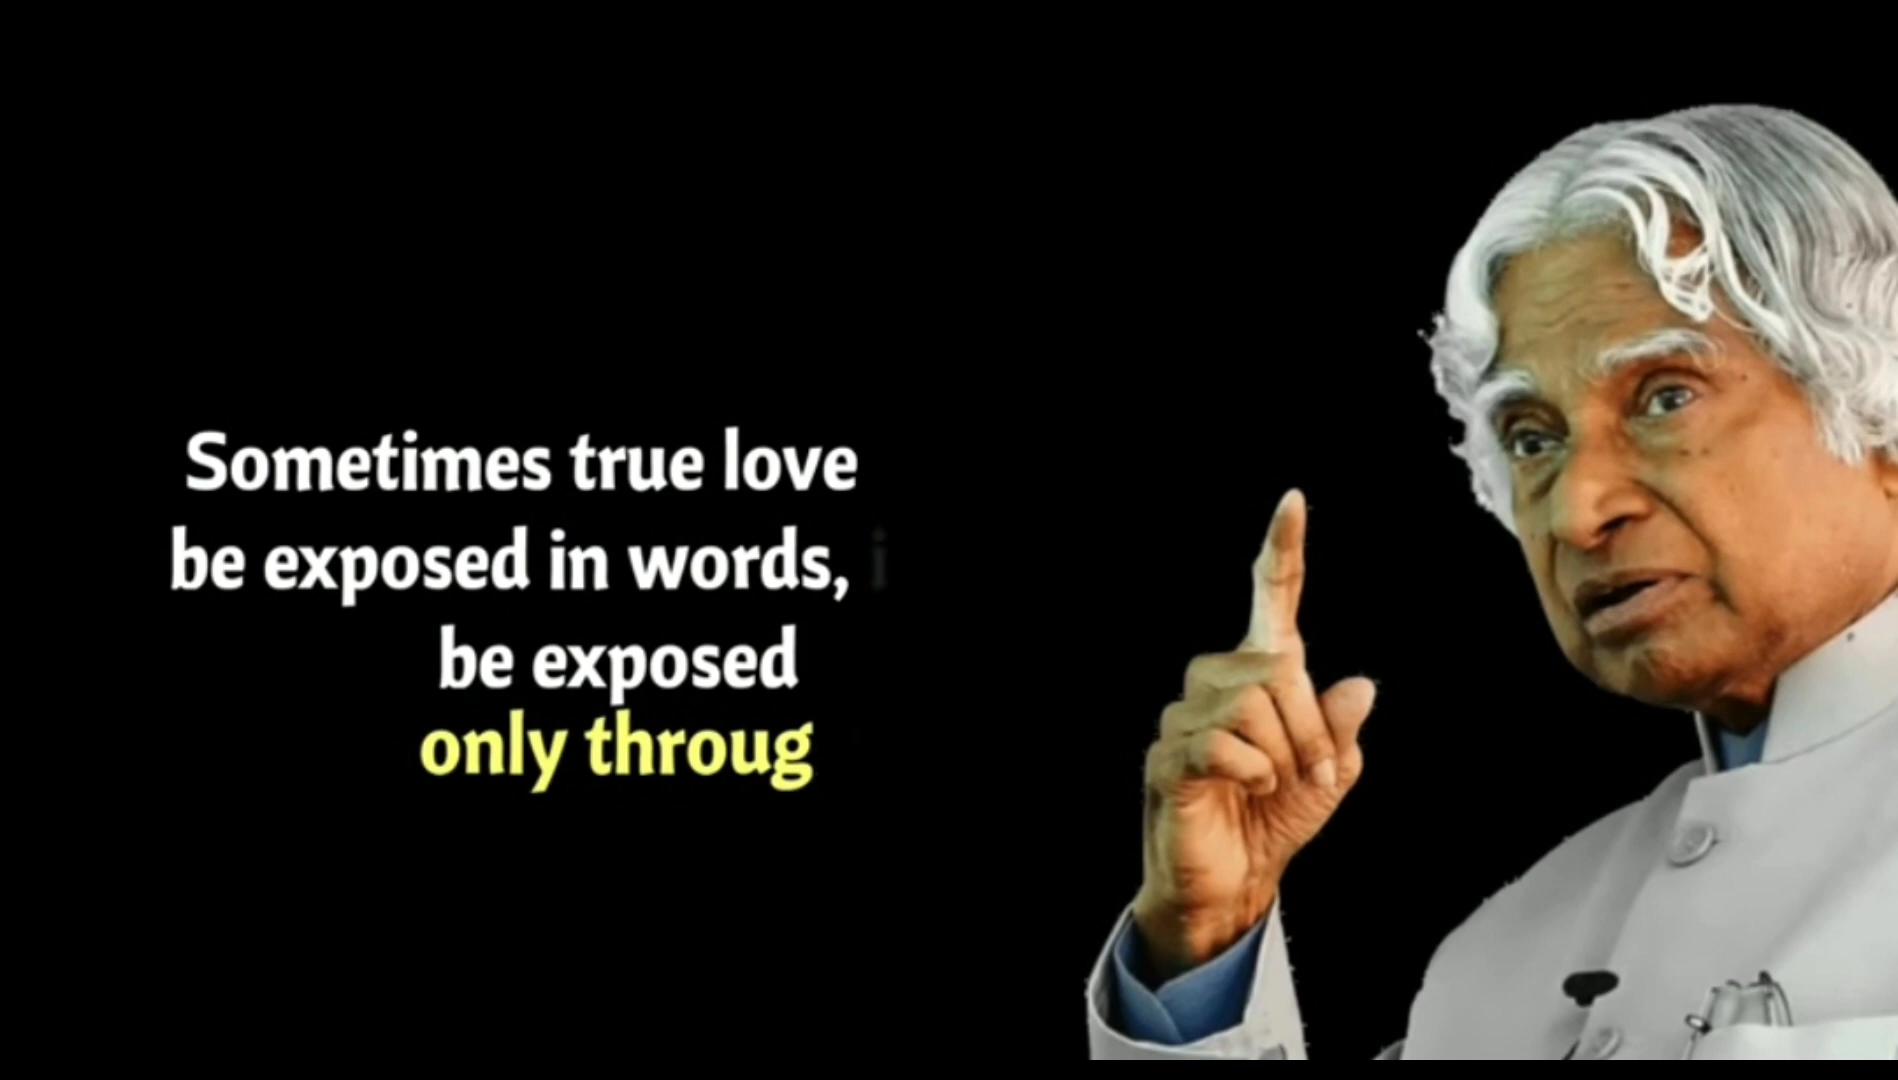 Sometimes true love
be exposed in words, i
be exposed
only throug